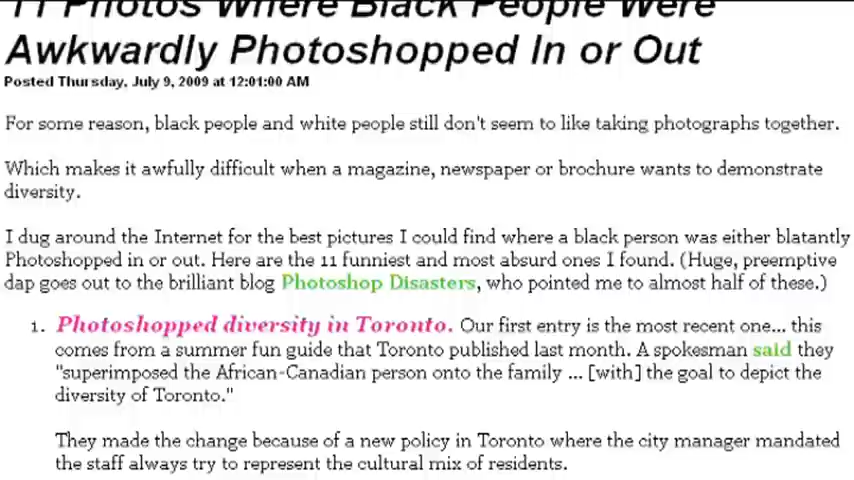 11 Photos Where Black People Were
Awkwardly Photoshopped In or Out
Posted Thursday, July 9, 2009 at 12:01:00 AM
For some reason, black people and white people still don't seem to like taking photographs together.
Which makes it awfully difficult when a magazine, newspaper or brochure wants to demonstrate
diversity.
I dug around the Internet for the best pictures I could find where a black person was either blatantly
Photoshopped in or out. Here are the 11 funniest and most absurd ones I found. (Huge, preemptive
dap goes out to the brilliant blog Photoshop Disasters, who pointed me to almost half of these.)
1. Photoshopped diversity in Toronto. Our first entry is the most recent one... this
comes from a summer fun guide that Toronto published last month. A spokesman said they
"superimposed the African-Canadian person onto the family ... [with] the goal to depict the
diversity of Toronto."
They made the change because of a new policy in Toronto where the city manager mandated
the staff always try to represent the cultural mix of residents.